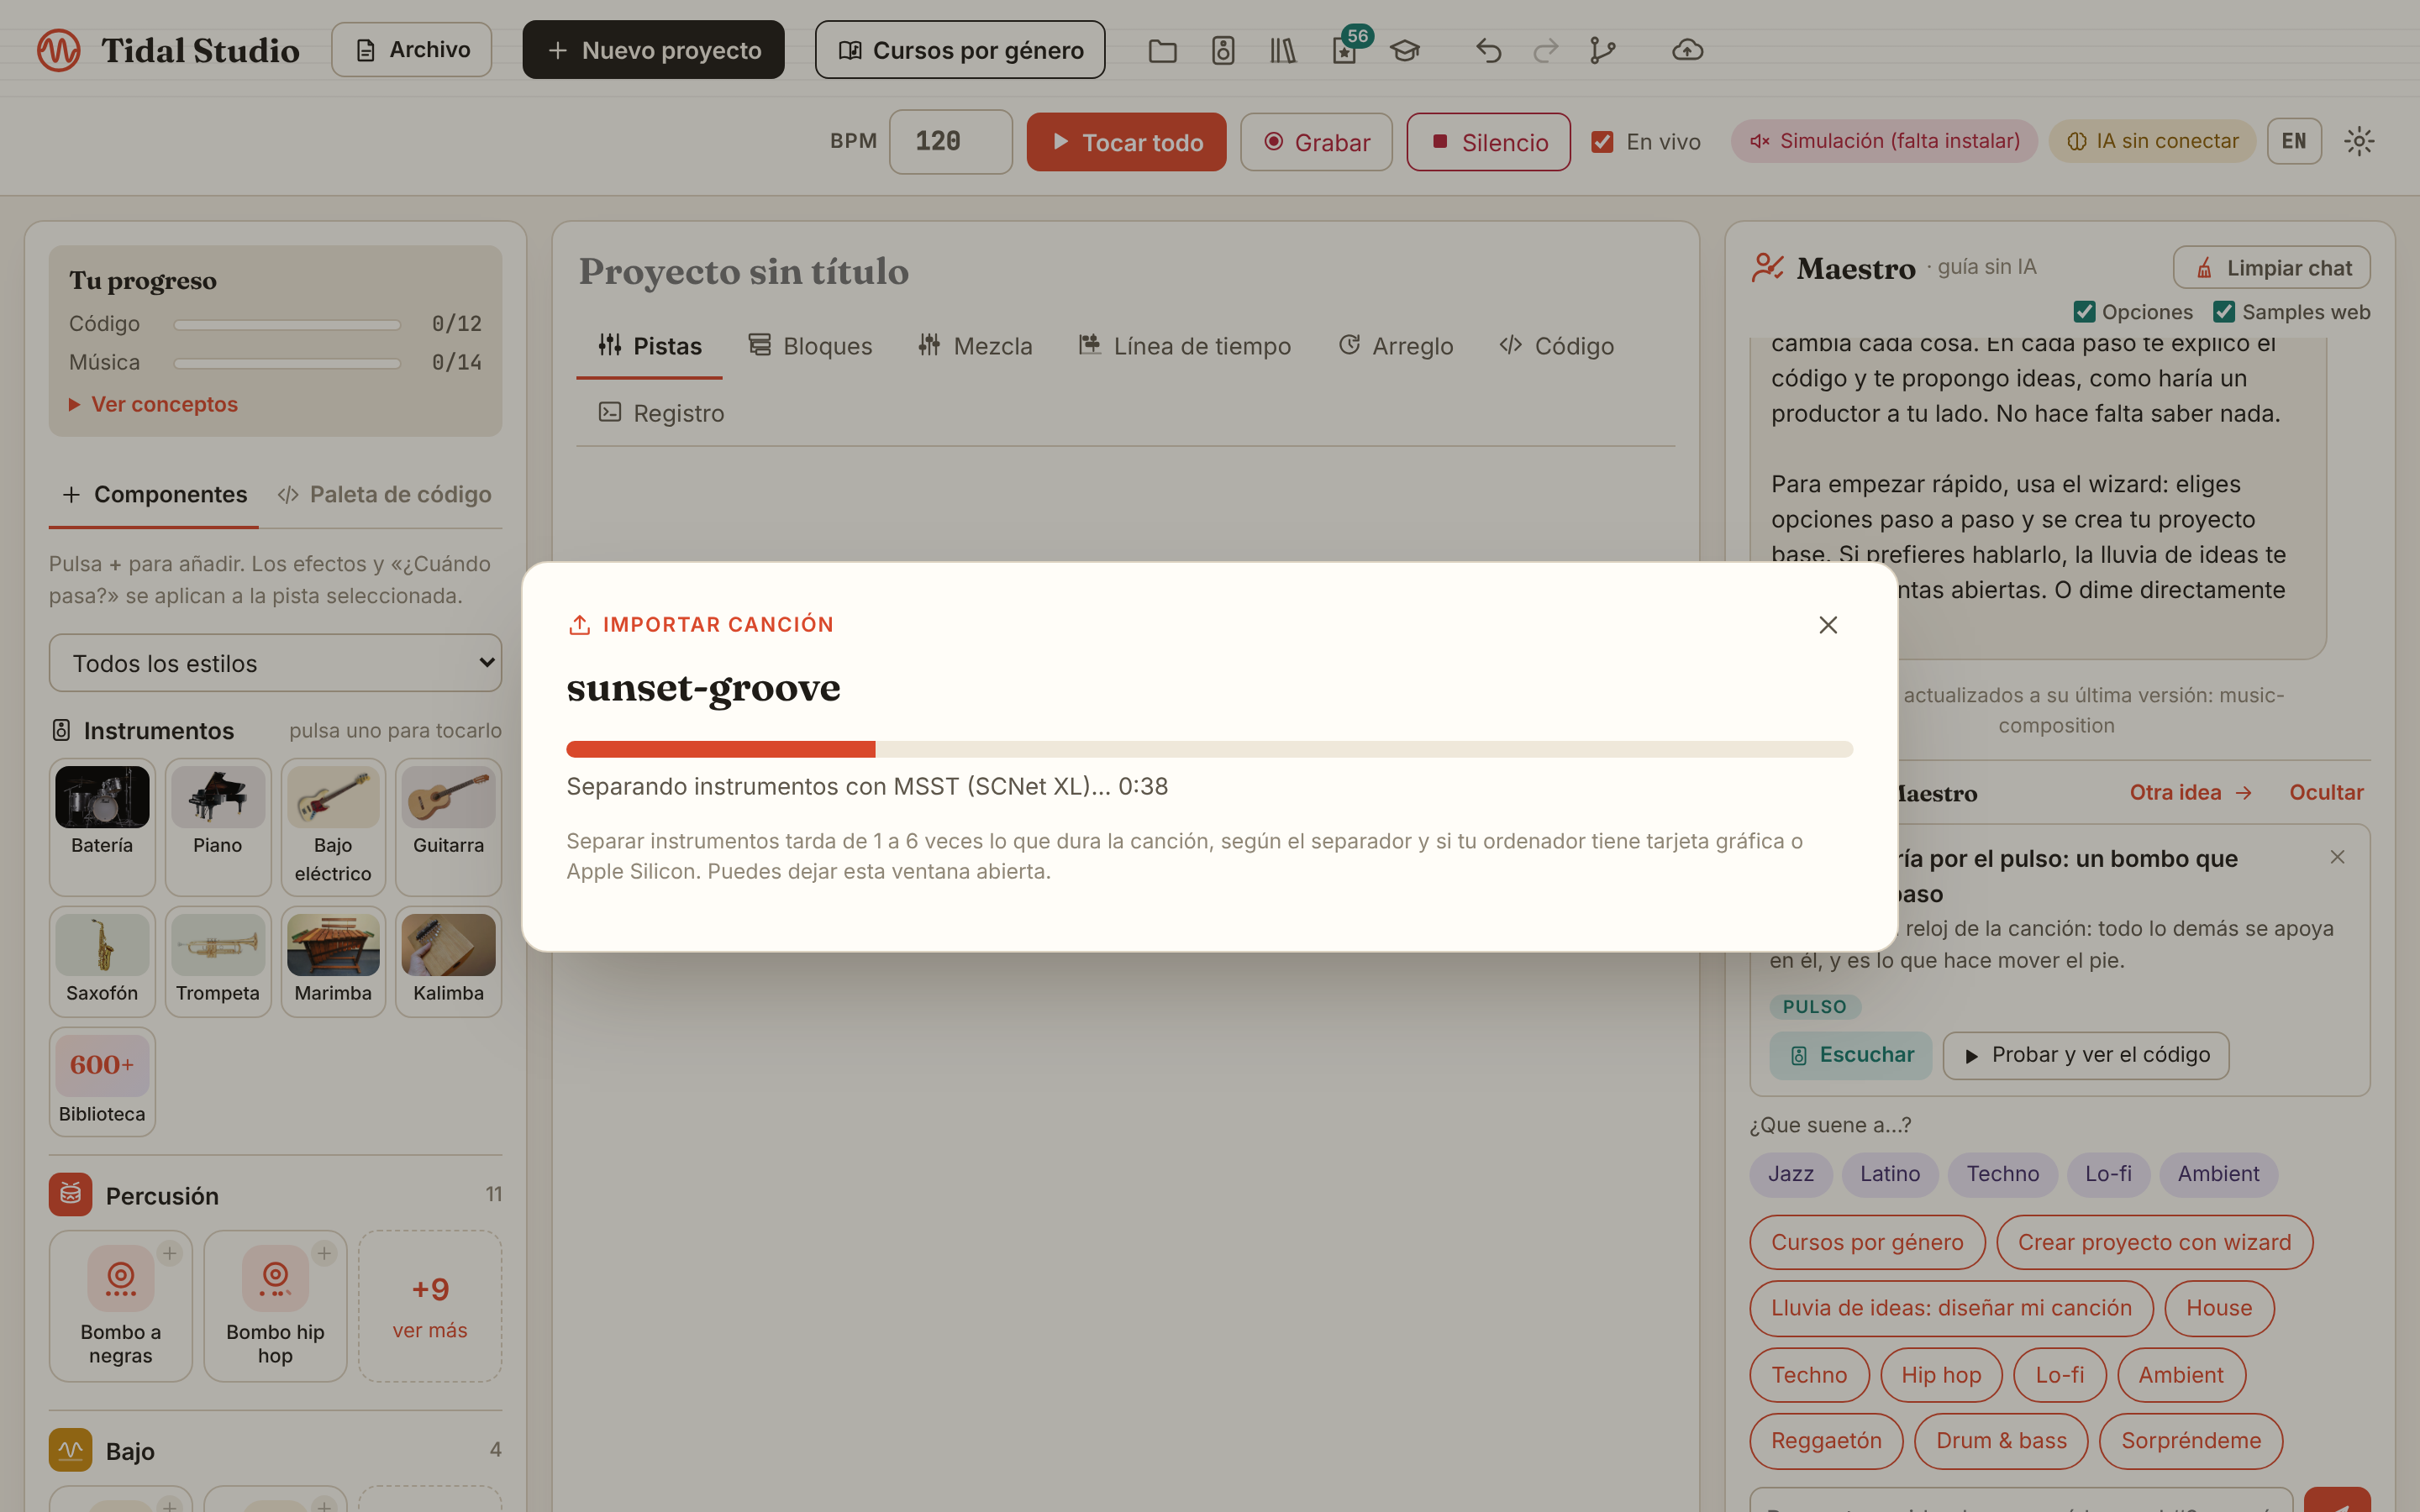 Tidal Studio
Archivo
Nuevo proyecto
Cursos por género
56
BPM
120
Tocar todo
Grabar
Silencio
En vivo
Simulación (falta instalar)
IA sin conectar
EN
Tu progreso
Código 0/12
Música 0/14
Ver conceptos
Componentes
Paleta de código
Pulsa + para añadir. Los efectos y «¿Cuándo
pasa?» se aplican a la pista seleccionada.
Todos los estilos
Instrumentos
pulsa uno para tocarlo
Batería
Piano
Bajo
eléctrico
Guitarra
Saxofón
Trompeta
Marimba
Kalimba
600+
Biblioteca
Percusión
11
Bombo a
negras
Bombo hip
hop
+9
ver más
Bajo
4
Proyecto sin título
Pistas
Bloques
Mezcla
Línea de tiempo
Arreglo
Código
Registro
IMPORTAR CANCIÓN
sunset-groove
Separando instrumentos con MSST (SCNet XL)... 0:38
Separar instrumentos tarda de 1 a 6 veces lo que dura la canción, según el separador y si tu ordenador tiene tarjeta gráfica o
Apple Silicon. Puedes dejar esta ventana abierta.
Maestro · guía sin IA
Limpiar chat
Opciones
Samples web
cambia cada cosa. En cada paso te explico el
código y te propongo ideas, como haría un
productor a tu lado. No hace falta saber nada.
Para empezar rápido, usa el wizard: eliges
opciones paso a paso y se crea tu proyecto
base. Si prefieres hablarlo, la lluvia de ideas te
ntas abiertas. O dime directamente
actualizados a su última versión: music-
composition
Maestro
Otra idea →
Ocultar
ía por el pulso: un bombo que
paso
reloj de la canción: todo lo demás se apoya
en él, y es lo que hace mover el pie.
PULSO
Escuchar
Probar y ver el código
¿Que suene a...?
Jazz
Latino
Techno
Lo-fi
Ambient
Cursos por género
Crear proyecto con wizard
Lluvia de ideas: diseñar mi canción
House
Techno
Hip hop
Lo-fi
Ambient
Reggaetón
Drum & bass
Sorpréndeme